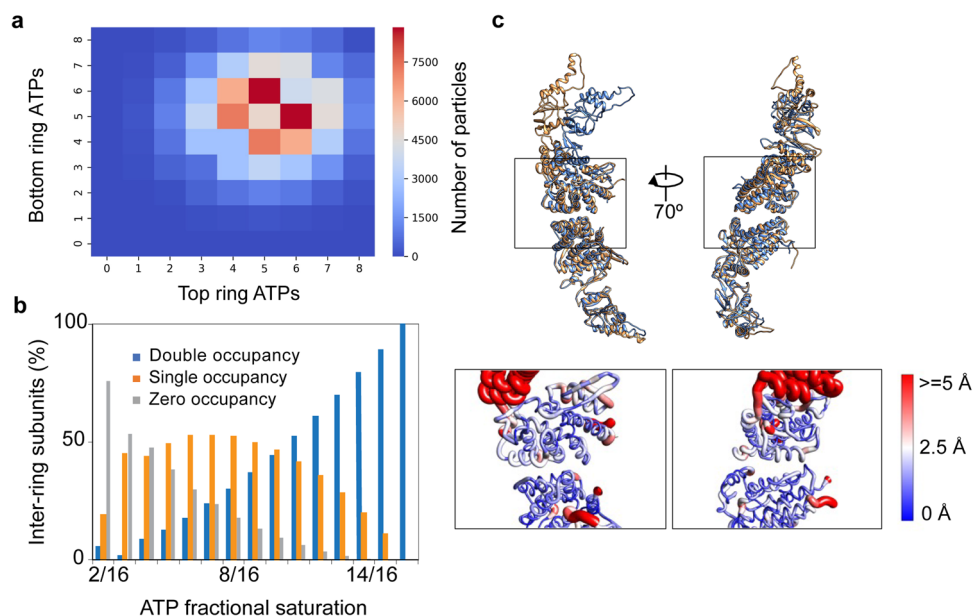 a
Bottom ring ATPs
8
7
6
5
4
3
2
1
0
0 1 2 3 4 5 6 7 8
Top ring ATPs
7500
6000
4500
3000
1500
0
Number of particles
b
Inter-ring subunits (%)
100
50
0
Double occupancy
Single occupancy
Zero occupancy
2/16 8/16 14/16
ATP fractional saturation
c
70º
>=5 Å
2.5 Å
0 Å